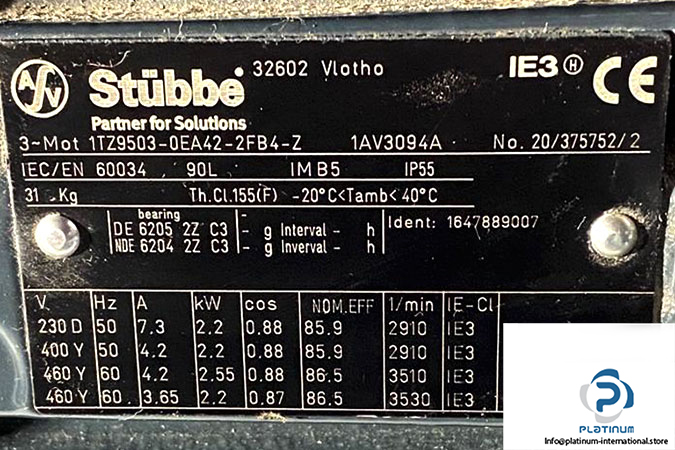 ASV Stübbe® 32602 Vlotho IE3 Ⓗ CE
Partner for Solutions
3~Mot 1TZ9503-0EA42-2FB4-Z 1AV3094A No. 20/375752/2
IEC/EN 60034 90L IM B5 IP55
31 Kg Th.Cl.155(F) -20°C<Tamb<40°C
bearing
DE 6205 2Z C3 - g Interval - h Ident: 1647889007
NDE 6204 2Z C3 - g Inverval - h
V Hz A kW cos NOM.EFF 1/min IE-CL
230 D 50 7.3 2.2 0.88 85.9 2910 IE3
400 Y 50 4.2 2.2 0.88 85.9 2910 IE3
460 Y 60 4.2 2.55 0.88 86.5 3510 IE3
460 Y 60 3.65 2.2 0.87 86.5 3530 IE3
PLATINUM
Info@platinum-international.store